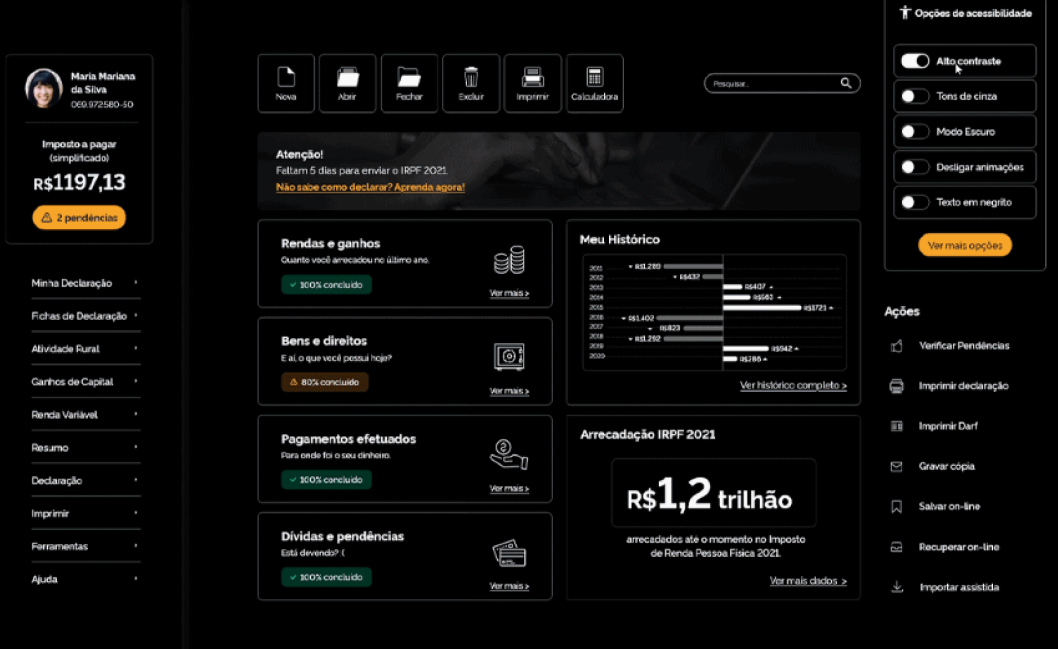 Maria Mariana
da Silva
069.972580-50
Imposto a pagar
(simplificado)
R$1197,13
2 pendências
Minha Declaração
Fichas de Declaração
Atividade Rural
Ganhos de Capital
Renda Variável
Resumo
Declaração
Imprimir
Ferramentas
Ajuda
Nova
Abrir
Fechar
Excluir
Imprimir
Calculadora
Pesquisar...
Atenção!
Faltam 5 dias para enviar o IRPF 2021.
Não sabe como declarar? Aprenda agora!
Rendas e ganhos
Quanto você arrecadou no último ano.
100% concluído
Ver mais >
Bens e direitos
E aí, o que você possui hoje?
80% concluído
Ver mais >
Pagamentos efetuados
Para onde foi o seu dinheiro.
100% concluído
Ver mais >
Dívidas e pendências
Está devendo? :(
100% concluído
Ver mais >
Meu Histórico
2011 R$1.280
2012 R$432
2013 R$407
2014 R$563
2015 R$1721
2016 R$1.402
2017 R$823
2018 R$1.292
2019 R$942
2020 R$286
Ver histórico completo >
Arrecadação IRPF 2021
R$1,2 trilhão
arrecadados até o momento no Imposto
de Renda Pessoa Física 2021.
Ver mais dados >
Opções de acessibilidade
Alto contraste
Tons de cinza
Modo Escuro
Desligar animações
Texto em negrito
Ver mais opções
Ações
Verificar Pendências
Imprimir declaração
Imprimir Darf
Gravar cópia
Salvar on-line
Recuperar on-line
Importar assistida